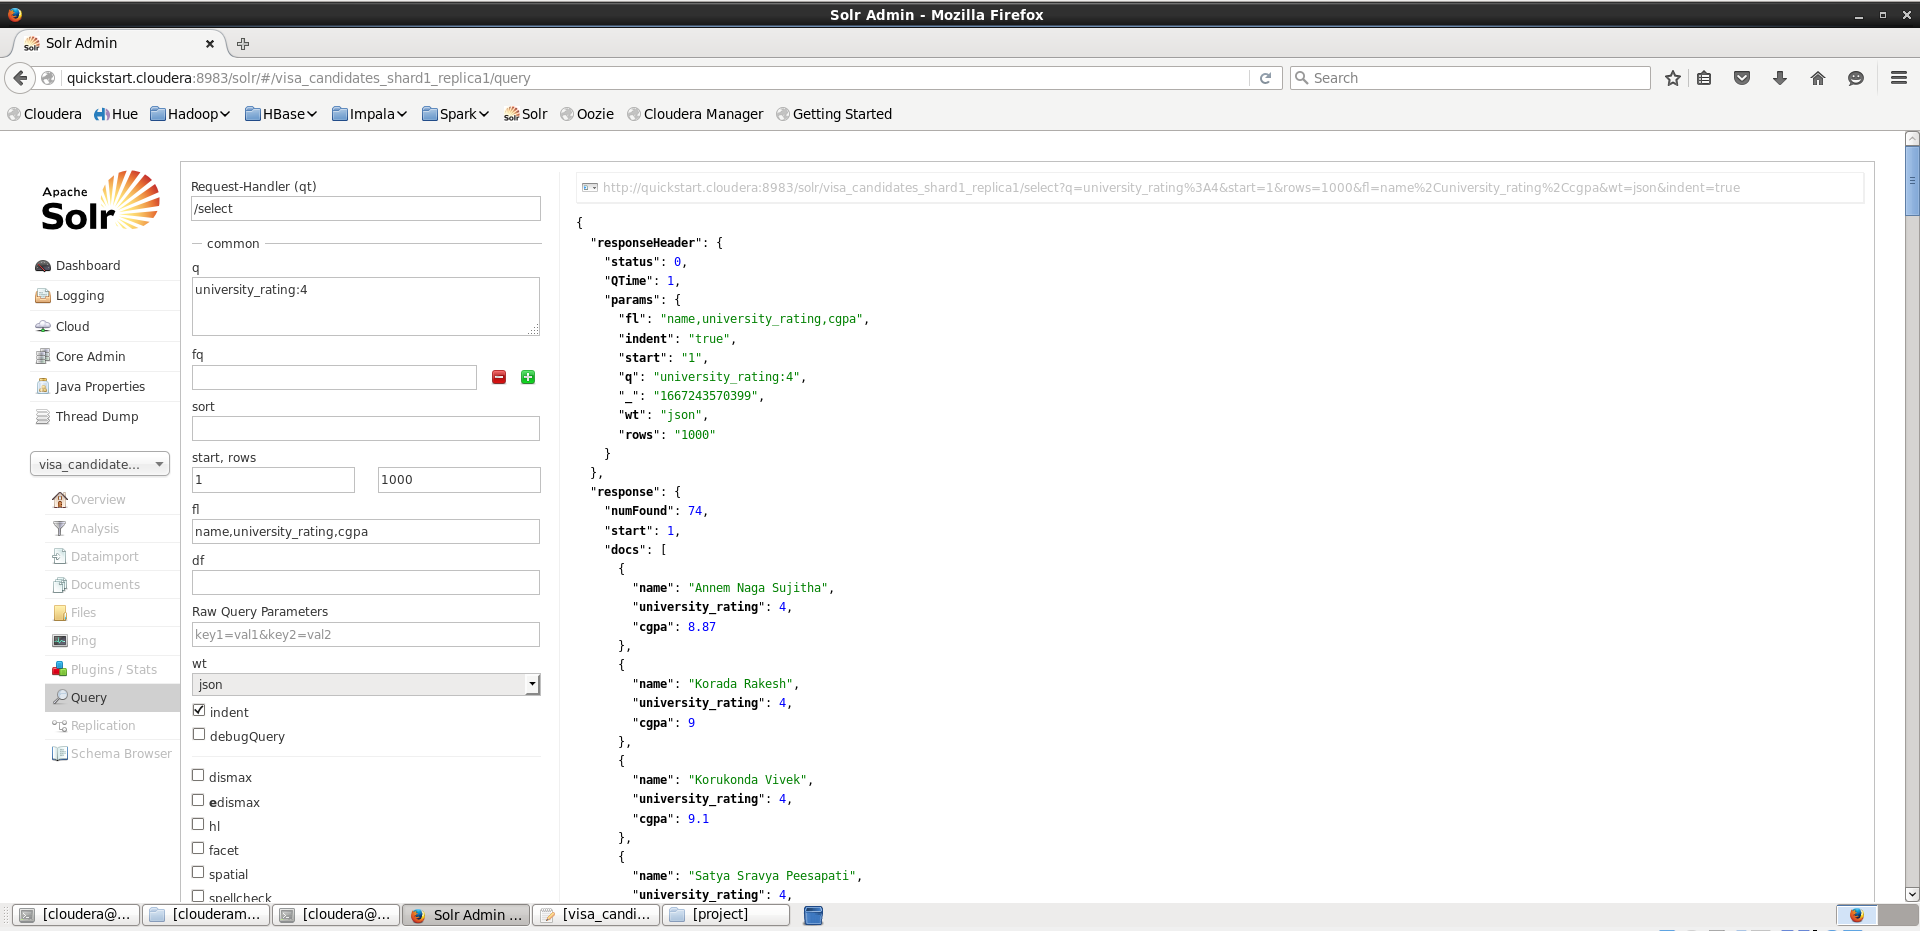 Solr Admin - Mozilla Firefox
Solr Admin
quickstart.cloudera:8983/solr/#/visa_candidates_shard1_replica1/query
Search
Cloudera
Hue
Hadoop
HBase
Impala
Spark
Solr
Oozie
Cloudera Manager
Getting Started
Apache
Solr
Dashboard
Logging
Cloud
Core Admin
Java Properties
Thread Dump
visa_candidate...
Overview
Analysis
Dataimport
Documents
Files
Ping
Plugins / Stats
Query
Replication
Schema Browser
Request-Handler (qt)
/select
common
q
university_rating:4
fq
sort
start, rows
1
1000
fl
name,university_rating,cgpa
df
Raw Query Parameters
key1=val1&key2=val2
wt
json
indent
debugQuery
dismax
edismax
hl
facet
spatial
spellcheck
http://quickstart.cloudera:8983/solr/visa_candidates_shard1_replica1/select?q=university_rating%3A4&start=1&rows=1000&fl=name%2Cuniversity_rating%2Ccgpa&wt=json&indent=true
{
"responseHeader": {
"status": 0,
"QTime": 1,
"params": {
"fl": "name,university_rating,cgpa",
"indent": "true",
"start": "1",
"q": "university_rating:4",
"_": "1667243570399",
"wt": "json",
"rows": "1000"
}
},
"response": {
"numFound": 74,
"start": 1,
"docs": [
{
"name": "Annem Naga Sujitha",
"university_rating": 4,
"cgpa": 8.87
},
{
"name": "Korada Rakesh",
"university_rating": 4,
"cgpa": 9
},
{
"name": "Korukonda Vivek",
"university_rating": 4,
"cgpa": 9.1
},
{
"name": "Satya Sravya Peesapati",
"university_rating": 4,
[cloudera@...
[clouderam...
[cloudera@...
Solr Admin ...
[visa_candi...
[project]